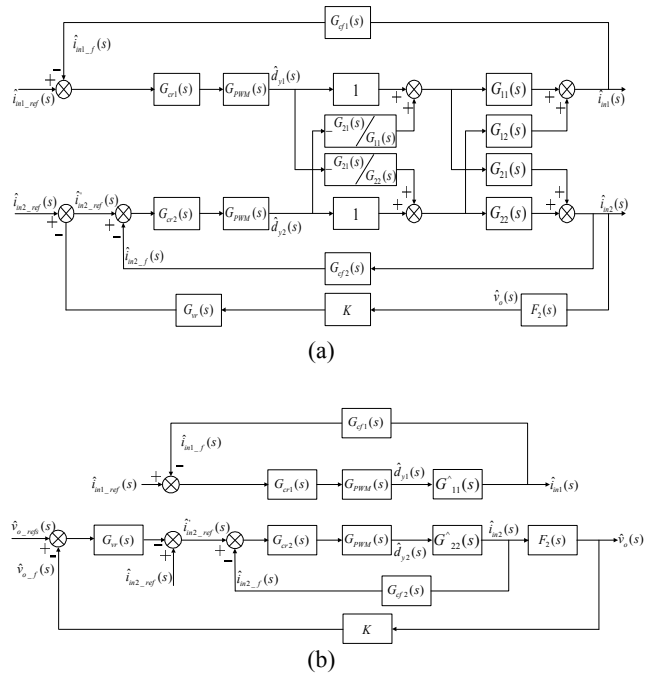 G_cf1(s)
î_in1_f(s)
−
+
î_in1_ref(s)
G_cr1(s)
G_PWM(s)
d̂_y1(s)
1
+
+
G_11(s)
+
+
î_in1(s)
−G_21(s)/G_11(s)
G_12(s)
−G_21(s)/G_22(s)
G_21(s)
î_in2_ref(s)
+
−
î'_in2_ref(s)
+
−
G_cr2(s)
G_PWM(s)
d̂_y2(s)
1
+
+
G_22(s)
+
+
î_in2(s)
î_in2_f(s)
G_cf2(s)
G_vr(s)
K
v̂_o(s)
F_2(s)
(a)
G_cf1(s)
î_in1_f(s)
−
+
î_in1_ref(s)
G_cr1(s)
G_PWM(s)
d̂_y1(s)
G^_11(s)
î_in1(s)
v̂_o_refs(s)
+
−
v̂_o_f(s)
G_vr(s)
−
+
î_in2_ref(s)
î'_in2_ref(s)
+
−
î_in2_f(s)
G_cr2(s)
G_PWM(s)
d̂_y2(s)
G^_22(s)
î_in2(s)
F_2(s)
v̂_o(s)
G_cf2(s)
K
(b)